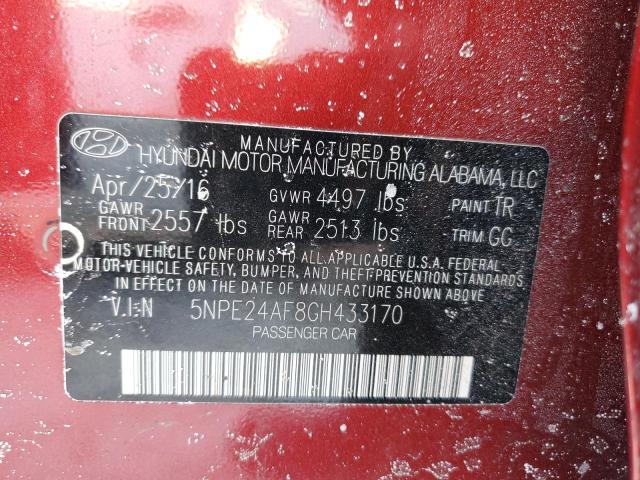 MANUFACTURED BY
HYUNDAI MOTOR MANUFACTURING ALABAMA, LLC
Apr/25/16 GVWR 4497 lbs PAINT TR
GAWR FRONT 2557 lbs GAWR REAR 2513 lbs TRIM GG
THIS VEHICLE CONFORMS TO ALL APPLICABLE U.S.A. FEDERAL
MOTOR-VEHICLE SAFETY, BUMPER, AND THEFT PREVENTION STANDARDS
IN EFFECT ON THE DATE OF MANUFACTURE SHOWN ABOVE
V.I.N 5NPE24AF8GH433170
PASSENGER CAR